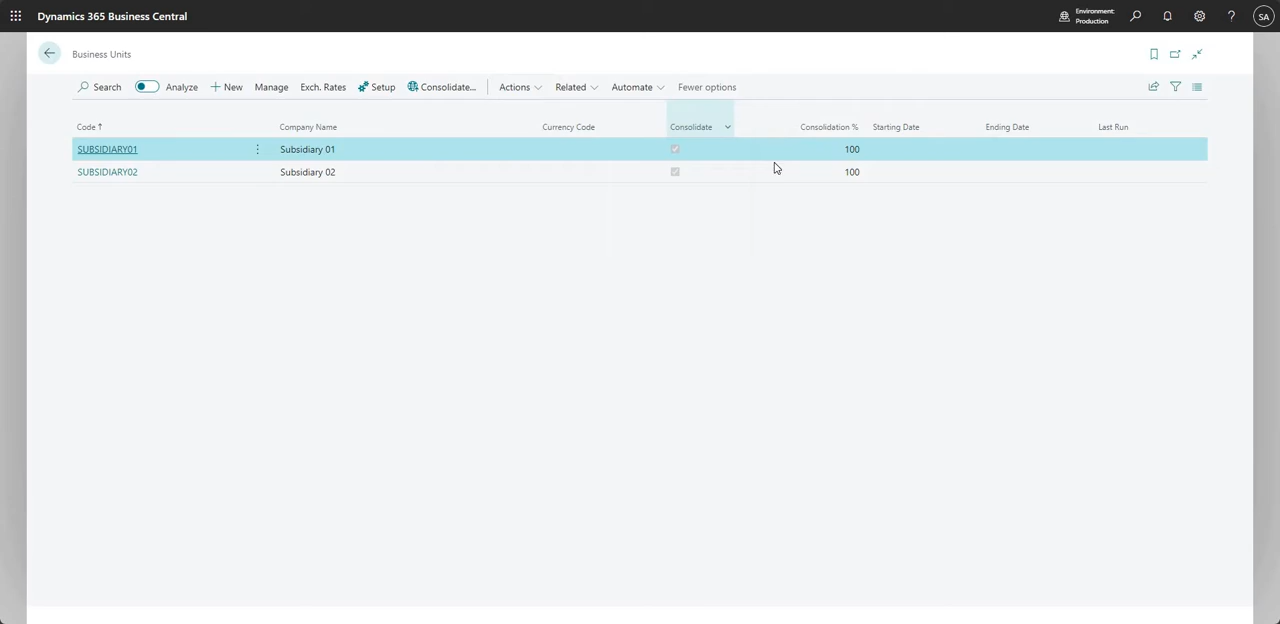 Dynamics 365 Business Central
Environment:
Production
SA
Business Units
Search Analyze New Manage Exch. Rates Setup Consolidate... Actions Related Automate Fewer options
Code ↑ Company Name Currency Code Consolidate Consolidation % Starting Date Ending Date Last Run
SUBSIDIARY01 Subsidiary 01 100
SUBSIDIARY02 Subsidiary 02 100